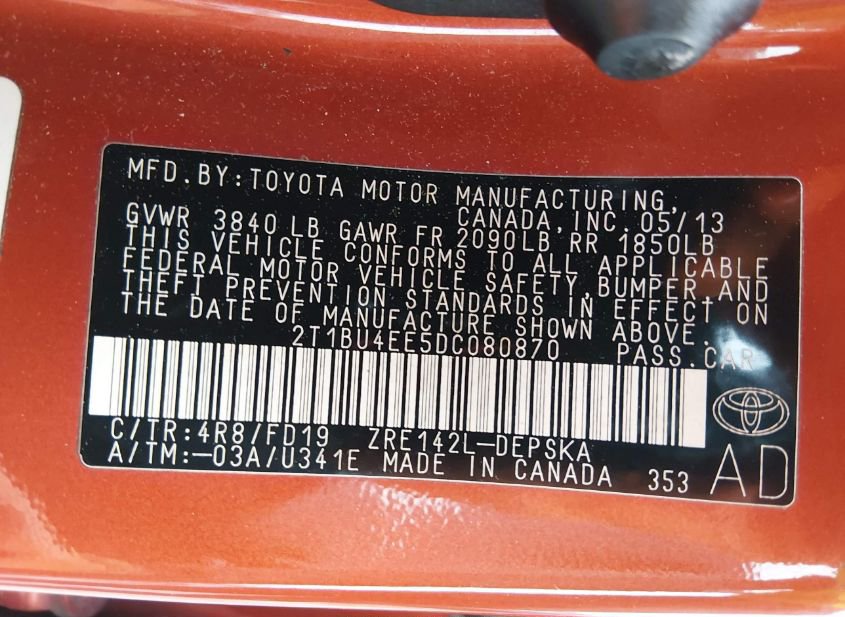 MFD.BY:TOYOTA MOTOR MANUFACTURING,
CANADA,INC. 05/13
GVWR 3840 LB GAWR FR 2090LB RR 1850LB
THIS VEHICLE CONFORMS TO ALL APPLICABLE
FEDERAL MOTOR VEHICLE SAFETY,BUMPER,AND
THEFT PREVENTION STANDARDS IN EFFECT ON
THE DATE OF MANUFACTURE SHOWN ABOVE.
2T1BU4EE5DC080870 PASS.CAR
C/TR:4R8/FD19 ZRE142L-DEPSKA
A/TM:-03A/U341E MADE IN CANADA 353
AD